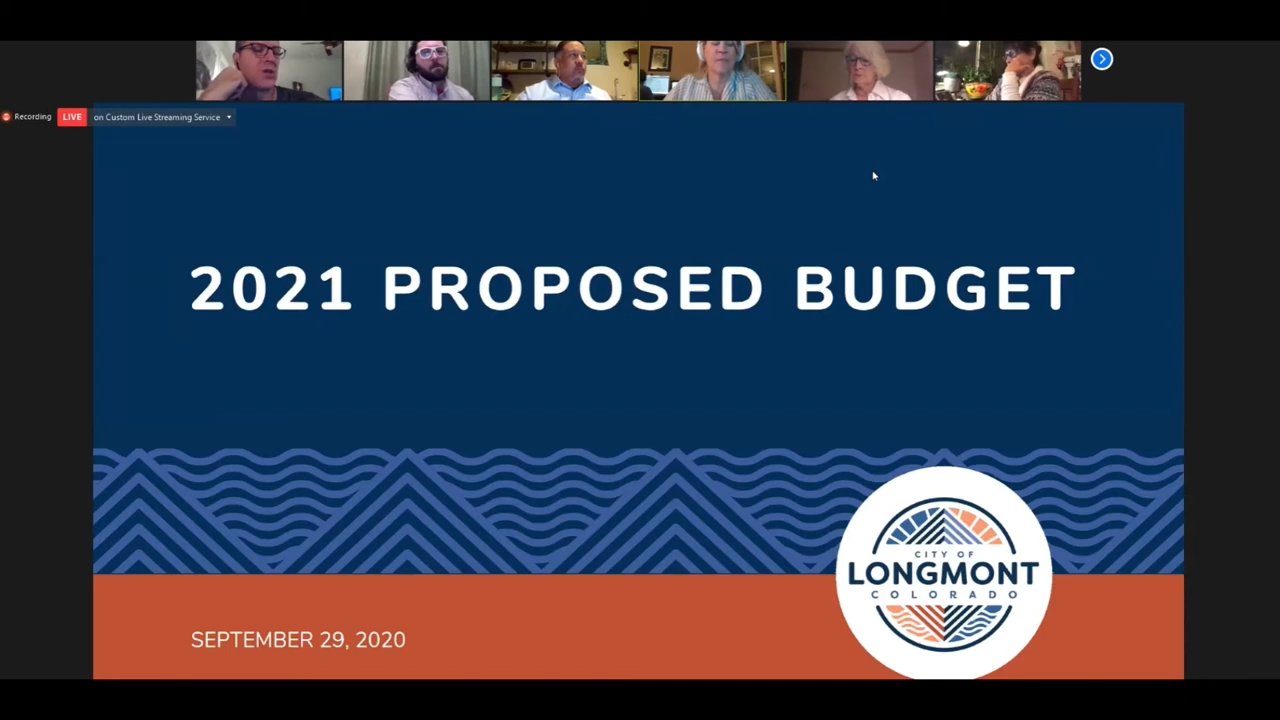 Recording
LIVE
on Custom Live Streaming Service
2021 PROPOSED BUDGET
CITY OF
LONGMONT
COLORADO
SEPTEMBER 29, 2020